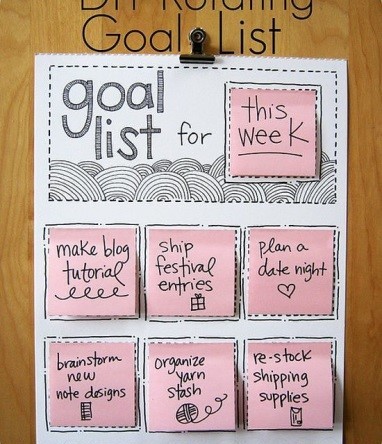 DIY Rotating
Goal List
goal
list for
this
week
make blog
tutorial
ship
festival
entries
plan a
date night
brainstorm
new
note designs
organize
yarn
stash
re-stock
shipping
supplies